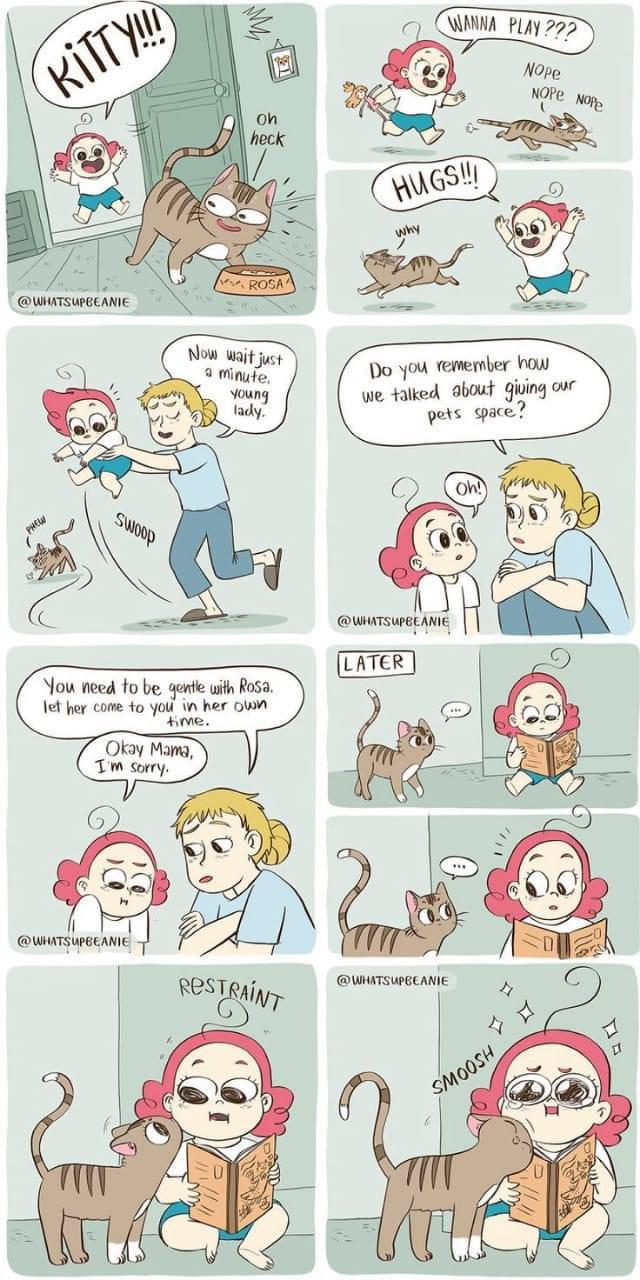 KITTY!!!
oh
heck
ROSA
@WHATSUPBEANIE
WANNA PLAY???
NOPe
NOPe NOPe
HUGS!!!
why
Now wait just
a minute,
young
lady.
PHEW
SWOOP
Do you remember how
we talked about giving our
pets space?
Oh!
@WHATSUPBEANIE
You need to be gentle with Rosa.
let her come to you in her own
time.
Okay Mama,
I'm sorry.
@WHATSUPBEANIE
LATER
...
...
ReSTRAiNT
@WHATSUPBEANIE
SMOOSH